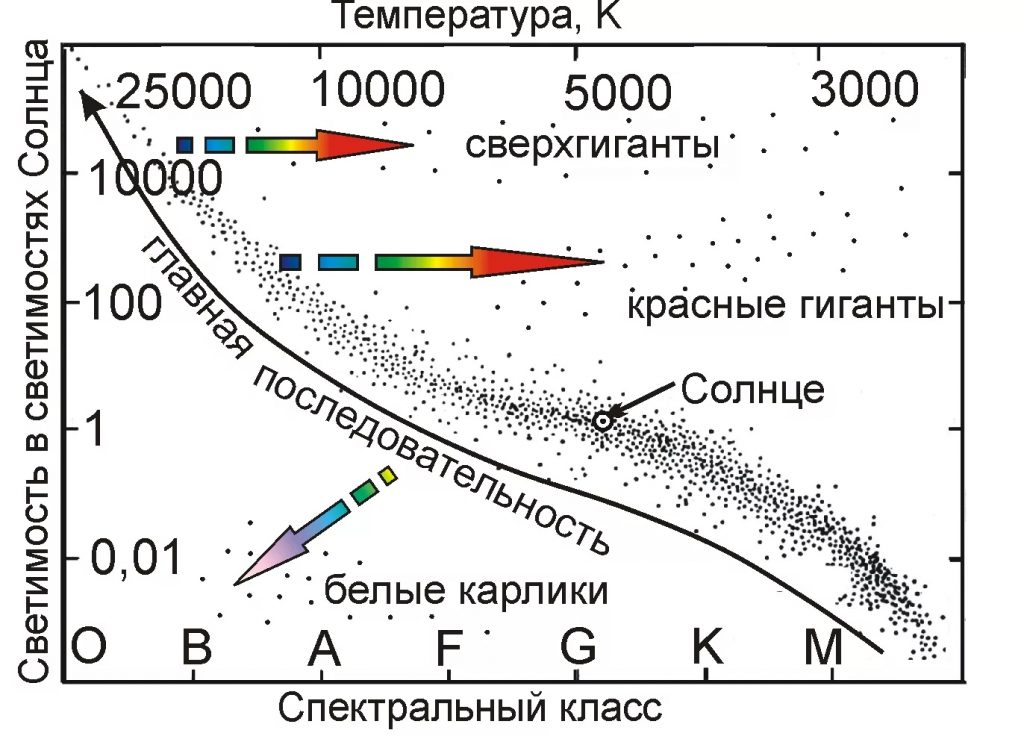 Температура, K
25000 10000 5000 3000
Светимость в светимостях Солнца
сверхгиганты
10000
главная последовательность
100
красные гиганты
Солнце
1
0,01
белые карлики
O B A F G K M
Спектральный класс